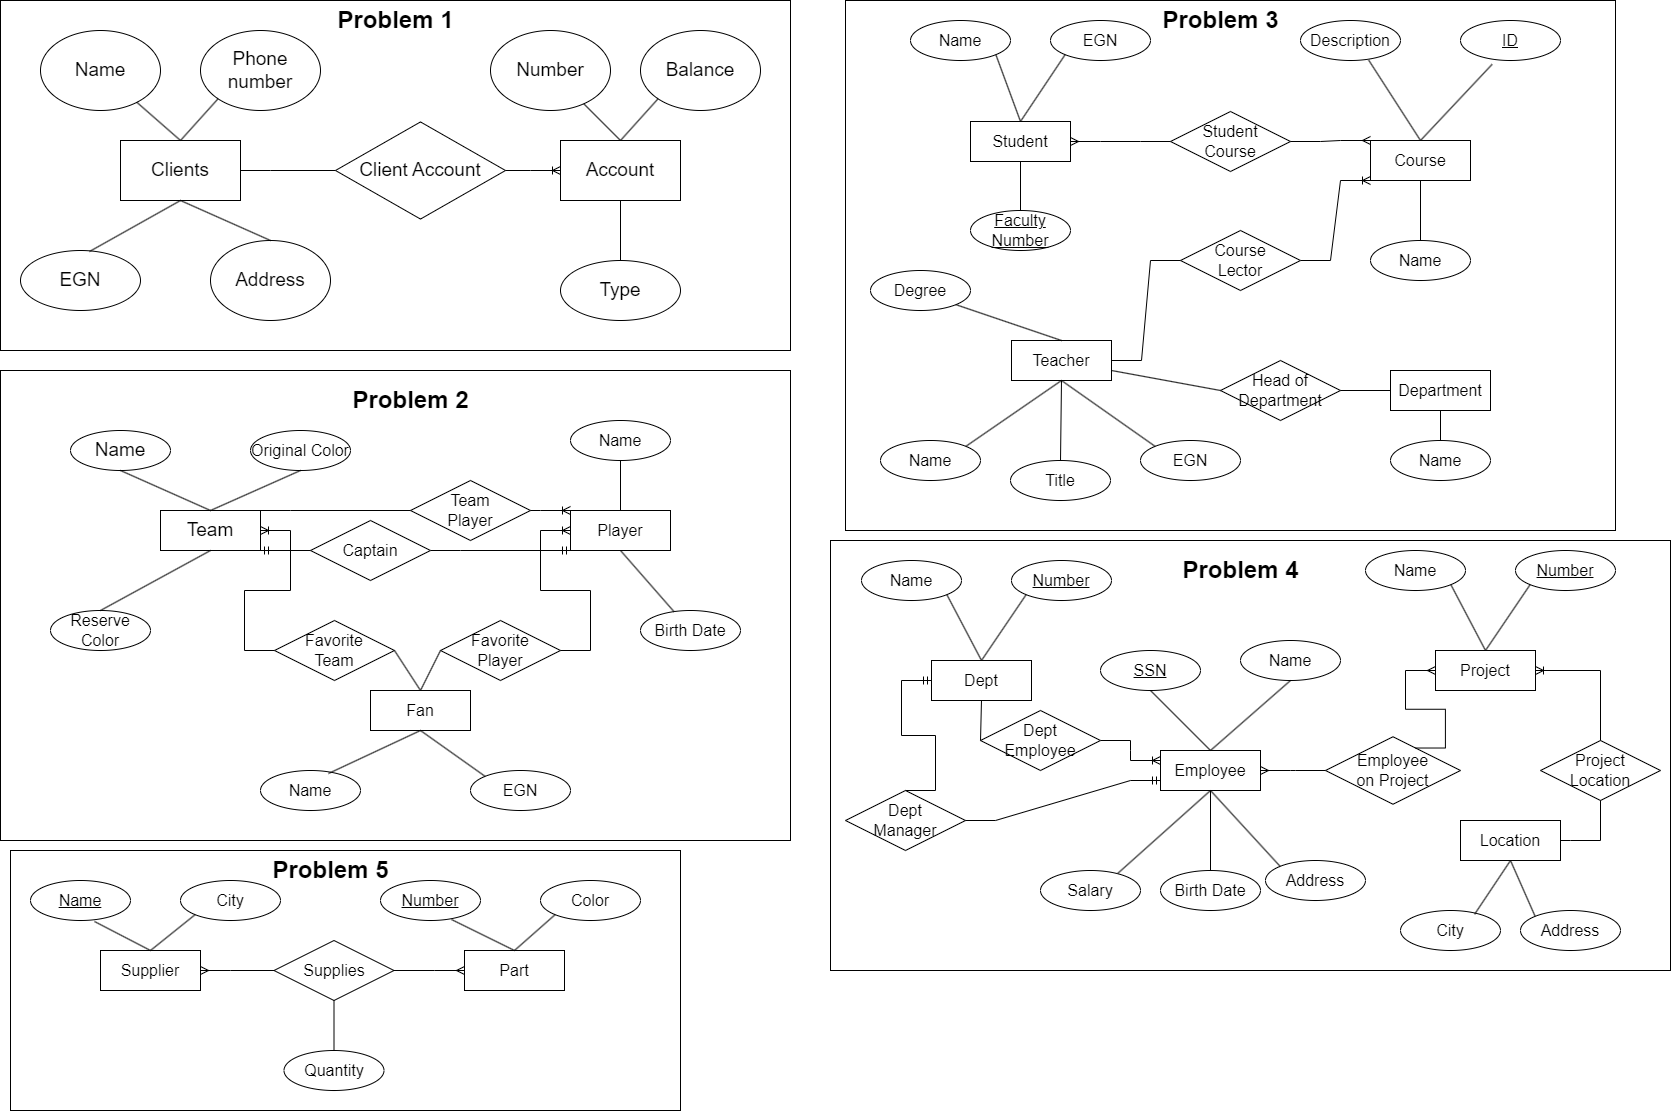 Problem 1
Name
Phone
number
Number
Balance
Clients
Client Account
Account
EGN
Address
Type
Problem 2
Name
Original Color
Name
Team
Player
Team
Player
Captain
Reserve
Color
Favorite
Team
Favorite
Player
Birth Date
Fan
Name
EGN
Problem 5
Name
City
Number
Color
Supplier
Supplies
Part
Quantity
Problem 3
Name
EGN
Description
ID
Student
Student
Course
Course
Faculty
Number
Course
Lector
Name
Degree
Teacher
Head of
Department
Department
Name
Title
EGN
Name
Problem 4
Name
Number
Name
Number
Dept
SSN
Name
Project
Dept
Employee
Employee
Employee
on Project
Project
Location
Dept
Manager
Location
Salary
Birth Date
Address
City
Address